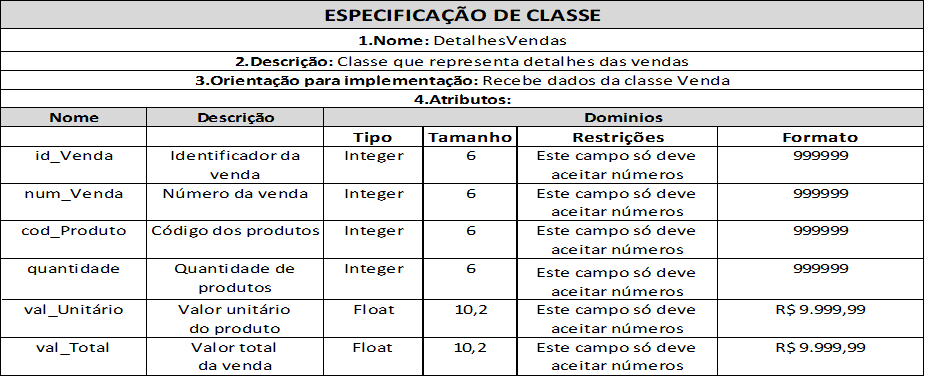 ESPECIFICAÇÃO DE CLASSE
1.Nome: DetalhesVendas
2.Descrição: Classe que representa detalhes das vendas
3.Orientação para implementação: Recebe dados da classe Venda
4.Atributos:
Nome Descrição Dominios
Tipo Tamanho Restrições Formato
id_Venda Identificador da venda Integer 6 Este campo só deve aceitar números 999999
num_Venda Número da venda Integer 6 Este campo só deve aceitar números 999999
cod_Produto Código dos produtos Integer 6 Este campo só deve aceitar números 999999
quantidade Quantidade de produtos Integer 6 Este campo só deve aceitar números 999999
val_Unitário Valor unitário do produto Float 10,2 Este campo só deve aceitar números R$ 9.999,99
val_Total Valor total da venda Float 10,2 Este campo só deve aceitar números R$ 9.999,99